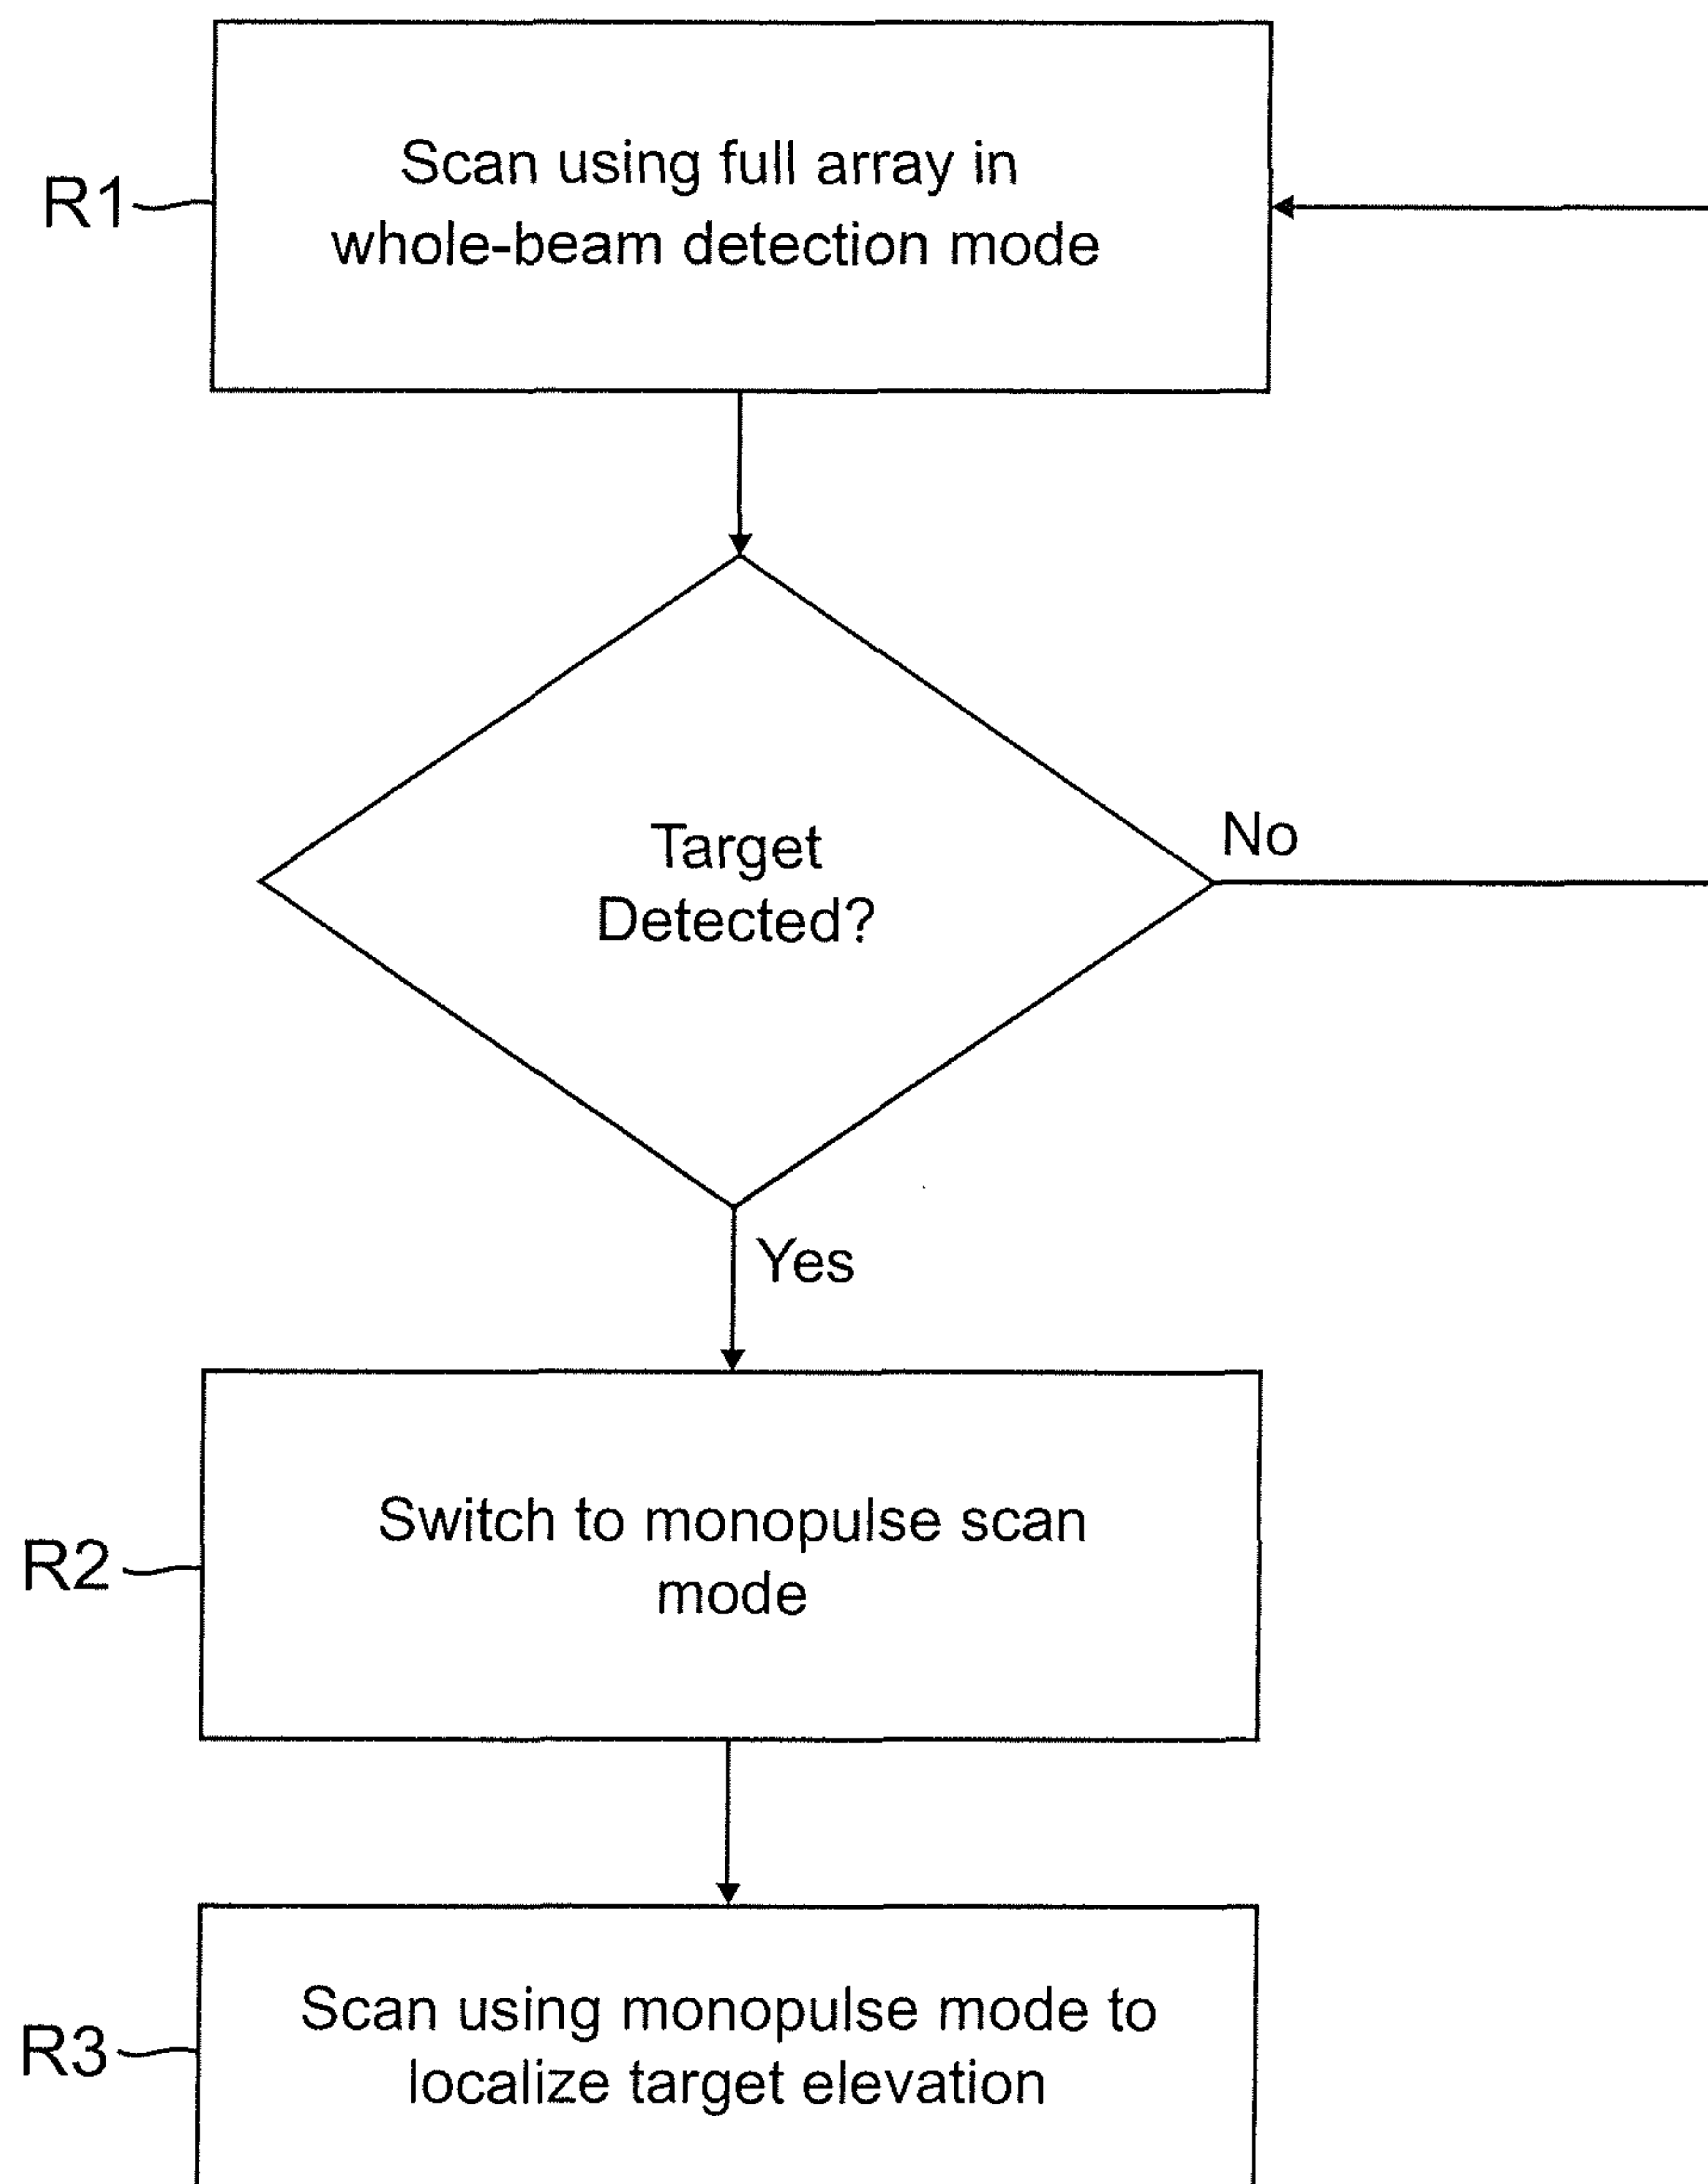 R1
Scan using full array in
whole-beam detection mode
Target
Detected?
No
Yes
R2
Switch to monopulse scan
mode
R3
Scan using monopulse mode to
localize target elevation